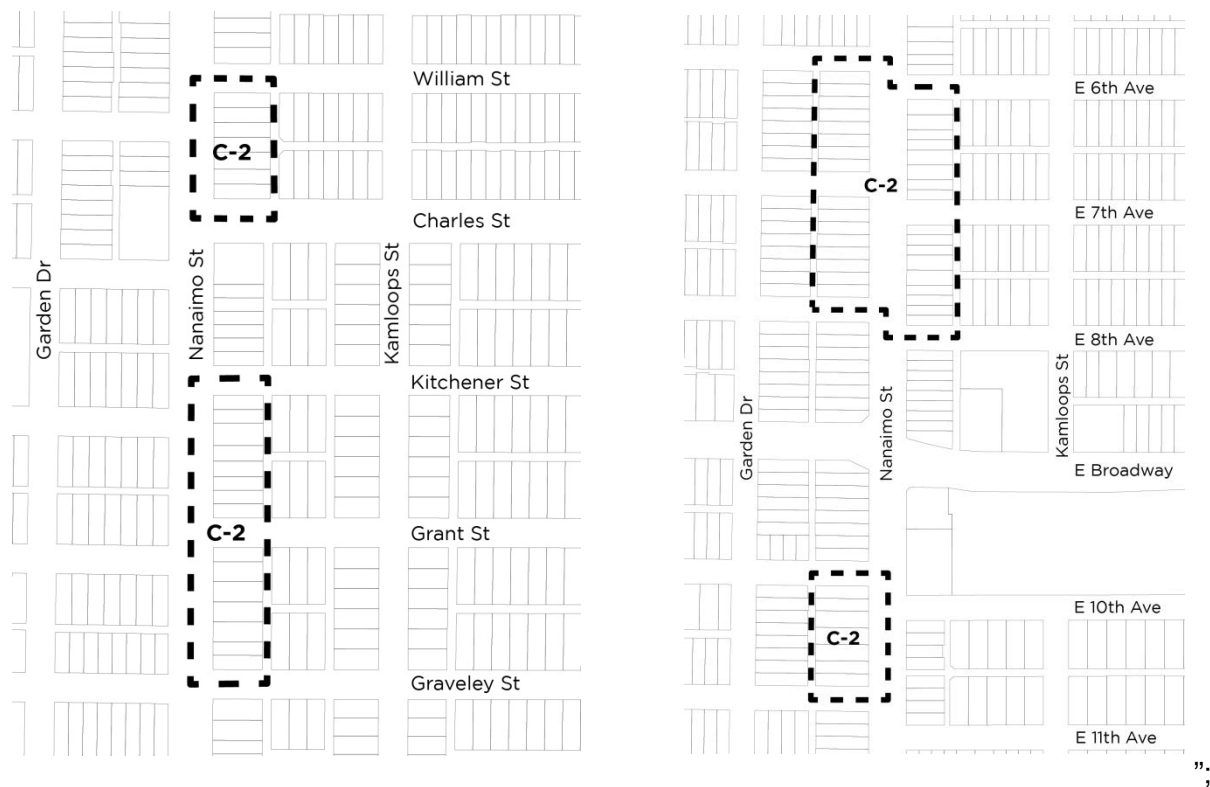 William St
C-2
Charles St
Garden Dr
Nanaimo St
Kamloops St
Kitchener St
C-2
Grant St
Graveley St
E 6th Ave
C-2
E 7th Ave
E 8th Ave
Garden Dr
Nanaimo St
Kamloops St
E Broadway
E 10th Ave
C-2
E 11th Ave
”;